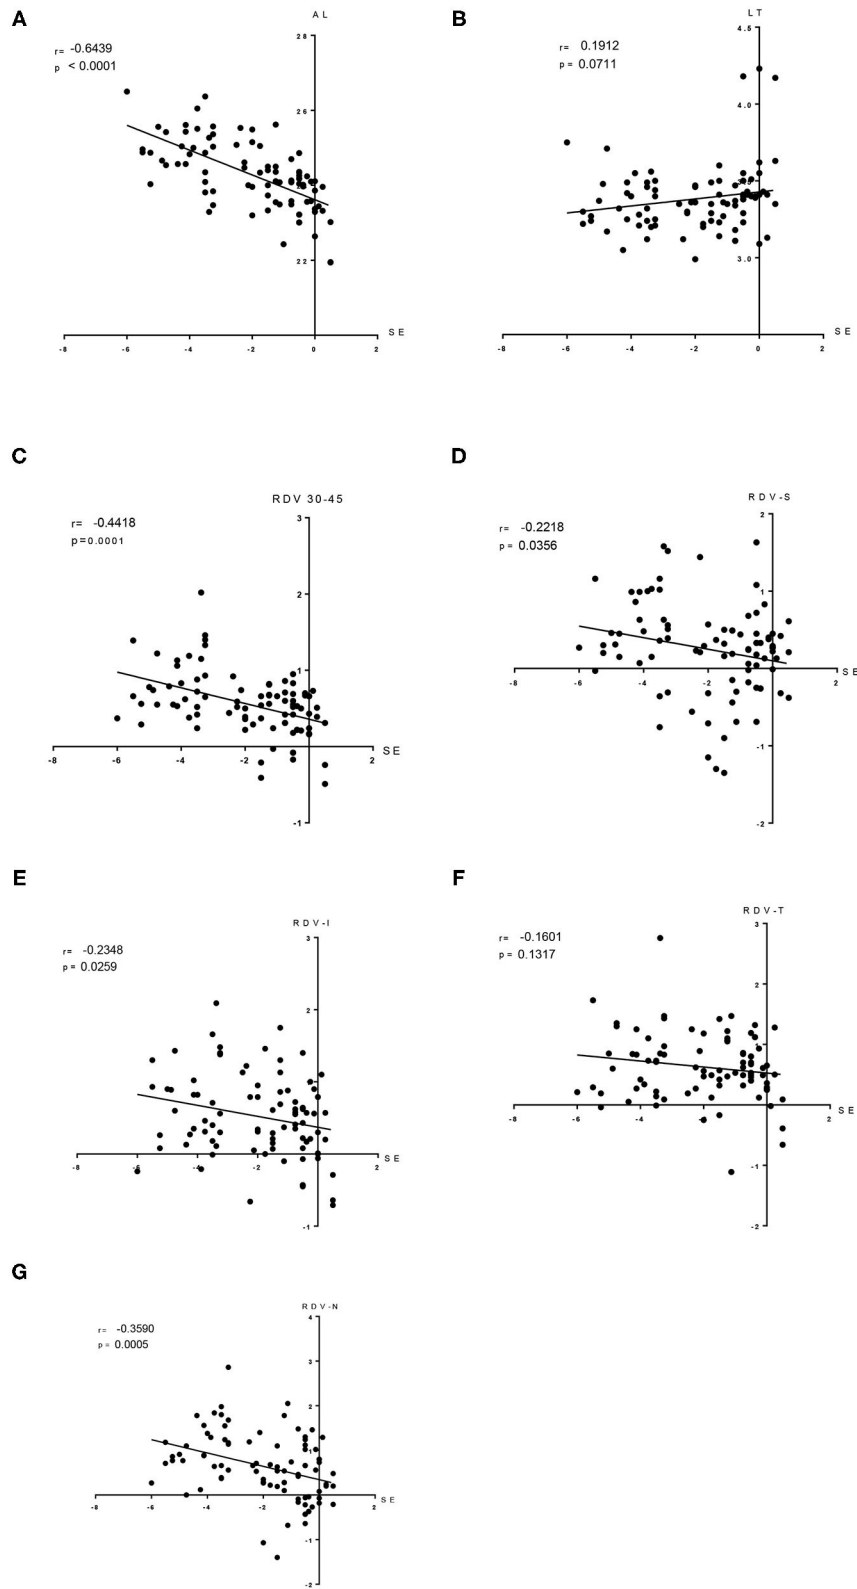 A
AL
r= -0.6439
p < 0.0001
28
26
22
SE
-8 -6 -4 -2 0 2
B
LT
r= 0.1912
p = 0.0711
4.5
4.0
3.0
SE
-8 -6 -4 -2 0 2
C
RDV 30-45
r= -0.4418
p=0.0001
3
2
1
SE
-8 -6 -4 -2 2
-1
D
RDV-S
r= -0.2218
p = 0.0356
2
1
SE
-8 -6 -4 -2 2
-1
-2
E
RDV-I
r= -0.2348
p = 0.0259
3
2
SE
-8 -6 -4 -2 2
-1
F
RDV-T
r= -0.1601
p = 0.1317
3
2
SE
-8 -6 -4 -2 2
-1
-2
G
RDV-N
r= -0.3590
p = 0.0005
4
3
2
1
SE
-8 -6 -4 -2 2
-1
-2